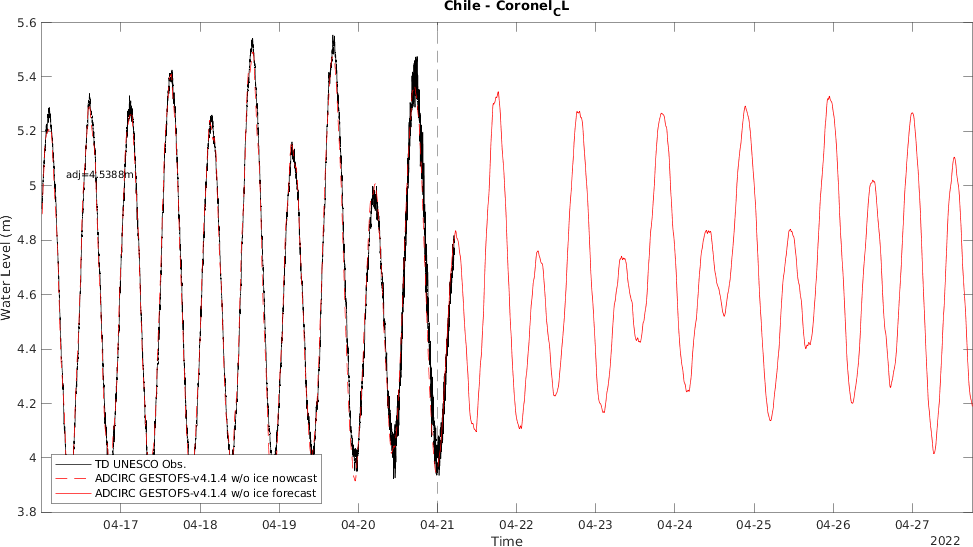 Chile - Coronel_CL
5.6
5.4
5.2
5
4.8
4.6
4.4
4.2
4
3.8
Water Level (m)
adj=4.5388m
TD UNESCO Obs.
ADCIRC GESTOFS-v4.1.4 w/o ice nowcast
ADCIRC GESTOFS-v4.1.4 w/o ice forecast
04-17 04-18 04-19 04-20 04-21 04-22 04-23 04-24 04-25 04-26 04-27
Time
2022